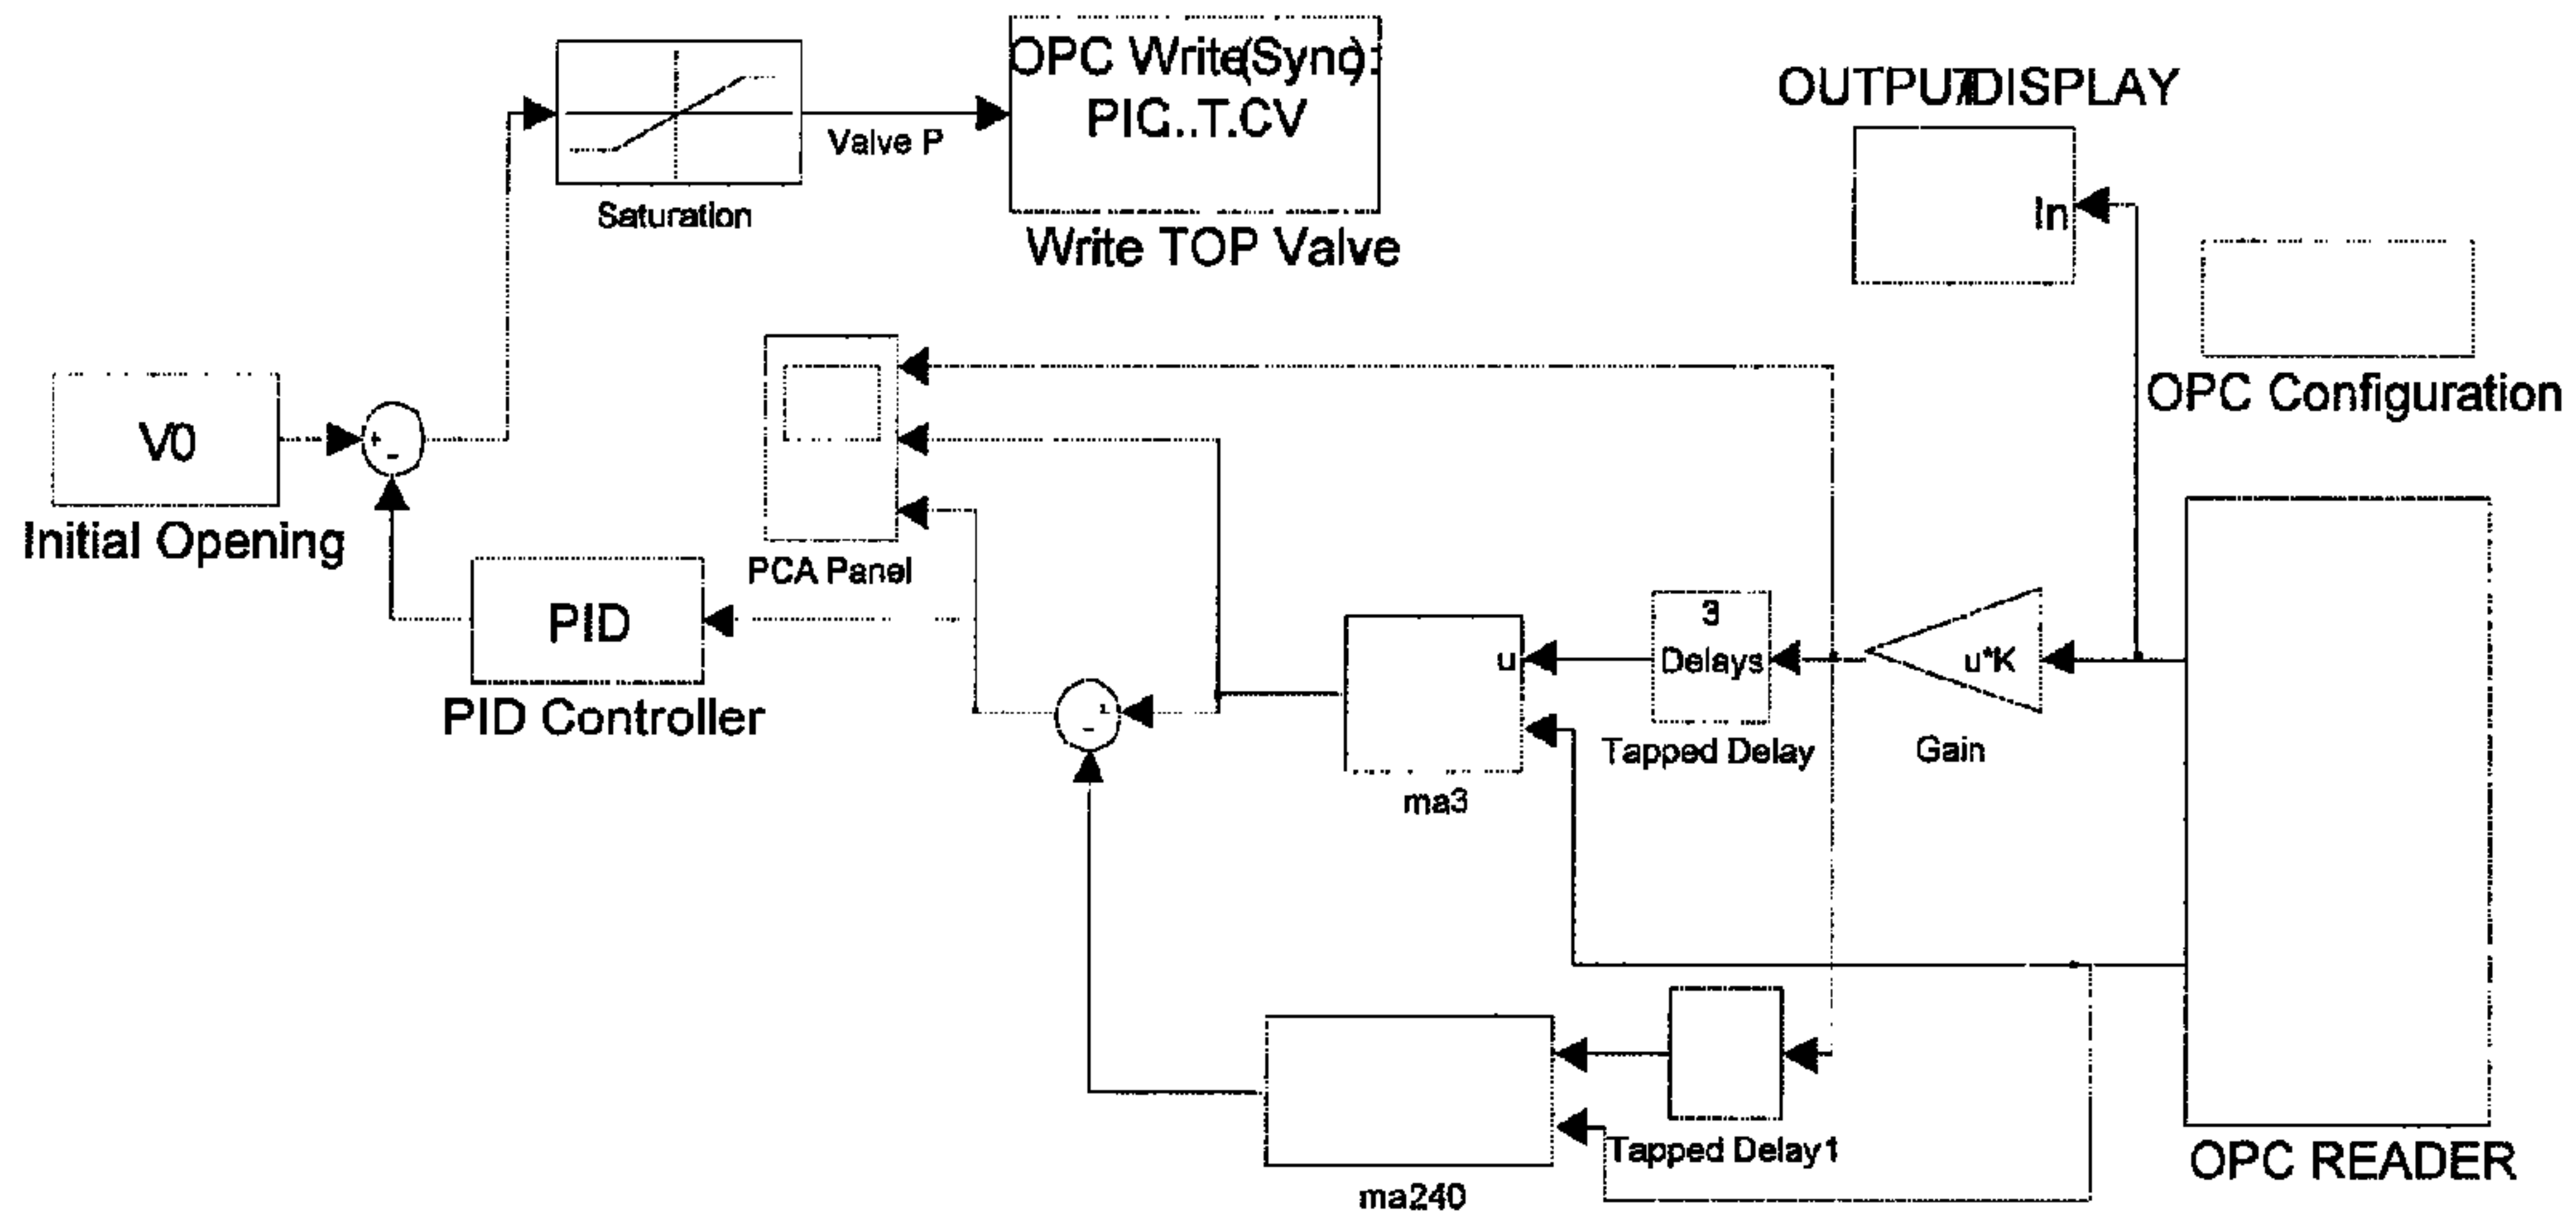 OPC Write(Sync):
PIC...T.CV
Valve P
Saturation
Write TOP Valve
OUTPUT/DISPLAY
In
OPC Configuration
V0
+
-
Initial Opening
PID
PID Controller
PCA Panel
3
Delays
u
u*K
Tapped Delay
Gain
-
ma3
Tapped Delay1
ma240
OPC READER